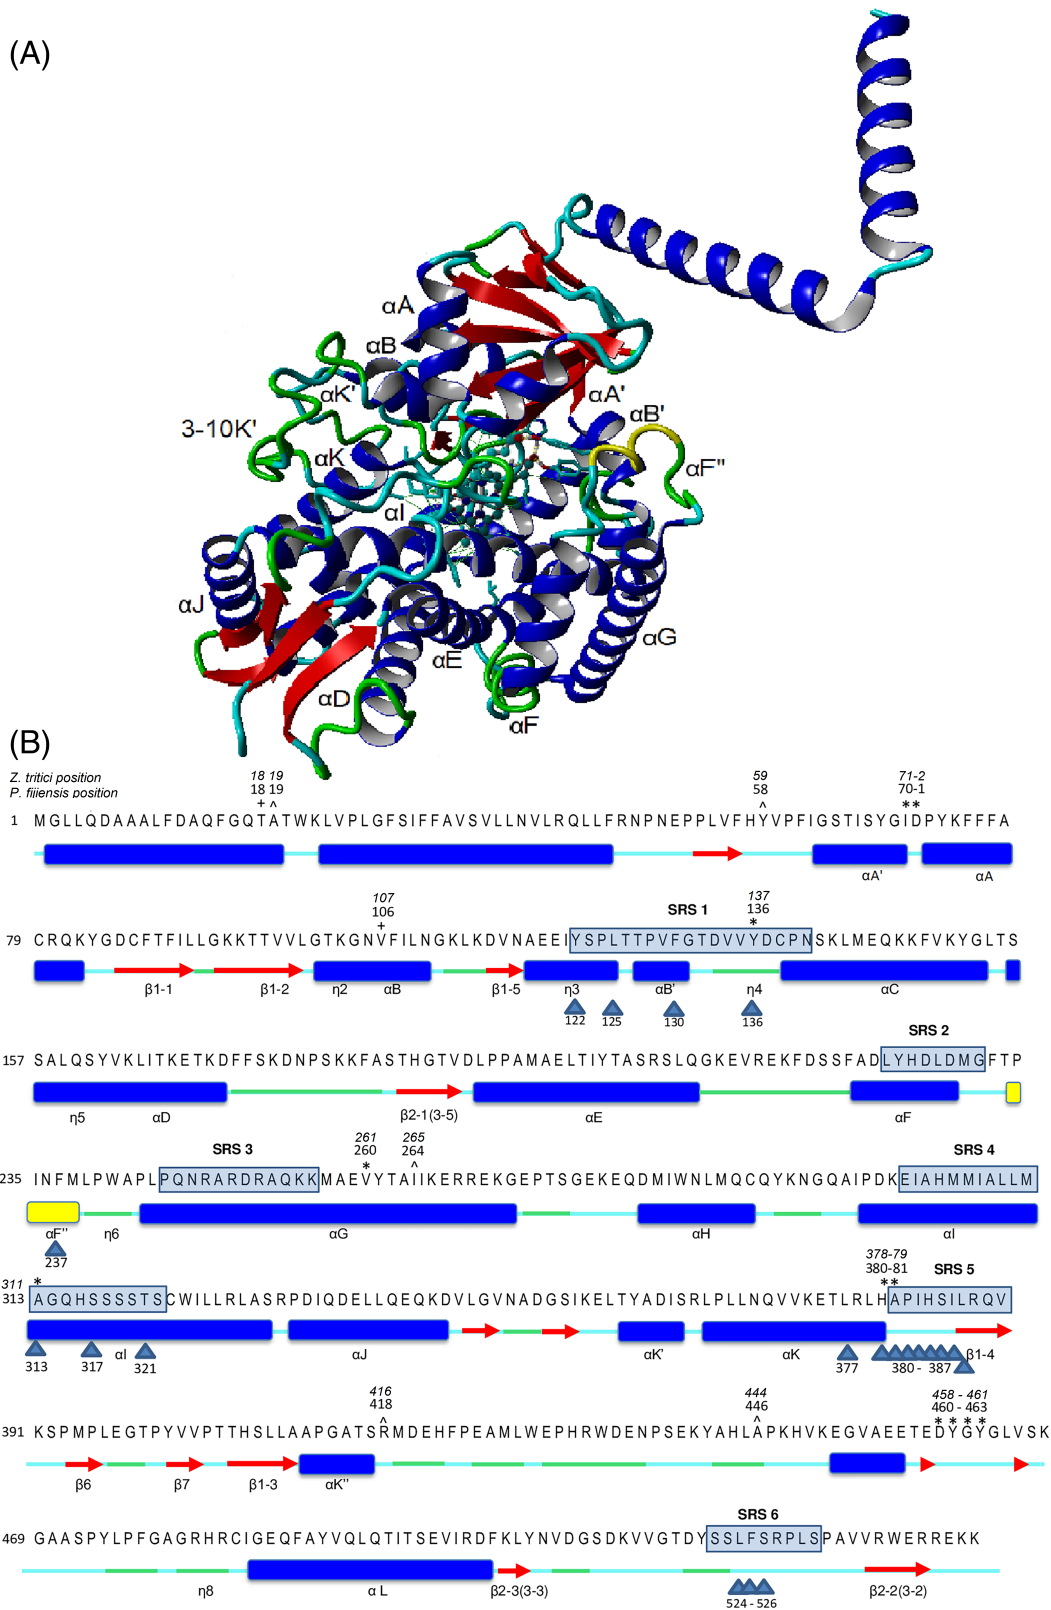 (A)
αA
αB
αK'
αA'
αB'
3-10K'
αK
αF"
αI
αJ
αG
αE
αD
αF
(B)
Z. tritici position
P. fijiensis position
18 19 59 71-2
18 19 58 70-1
+ ^ ^ **
1 MGLLQDAAALFDAQFGQTATWKLVPLGFSIFFAVSVLLNVLRQLLFRNPNEPPLVFHYVPFIGSTISYGIDPYKFFFA
αA' αA
107 137
106 SRS 1 136
+ *
79 CRQKYGDCFTFILLGKKTTVVLGTKGNVFILNGKLKDVNAEEIYSPLTTPVFGTDVVYDCPNSKLMEQKKFVKYGLTS
β1-1 β1-2 η2 αB β1-5 η3 αB' η4 αC
122 125 130 136
SRS 2
157 SALQSYVKLITKETKDFFSKDNPSKKFASTHGTVDLPPAMAELTIYTASRSLQGKEVREKFDSSFADLYHDLDMGFTP
η5 αD β2-1(3-5) αE αF
261 265
SRS 3 260 264 SRS 4
* ^
235 INFMLPWAPLPQNRARDRAQKKMAEVYTAIIKERREKGEPTSGEKEQDMIWNLMQCQYKNGQAIPDKEIAHMMIALLM
αF" η6 αG αH αI
237
378-79
311 * 380-81 SRS 5
**
313 AGQHSSSSTSCWILLRLASRPDIQDELLQEQKDVLGVNADGSIKELTYADISRLPLLNQVVKETLRLHAPIHSILRQV
αI αJ αK' αK β1-4
313 317 321 377 380 - 387
416 444 458 - 461
418 446 460 - 463
^ ^ ****
391 KSPMPLEGTPYVVPTTHSLLAAPGATSRMDEHFPEAMLWEPHRWDENPSEKYAHLAPKHVKEGVAEETEDYGYGLVSK
β6 β7 β1-3 αK"
SRS 6
469 GAASPYLPFGAGRHRCIGEQFAYVQLQTITSEVIRDFKLYNVDGSDKVVGTDYSSLFSRPLSPAVVRWERREKK
η8 α L β2-3(3-3) β2-2(3-2)
524 - 526